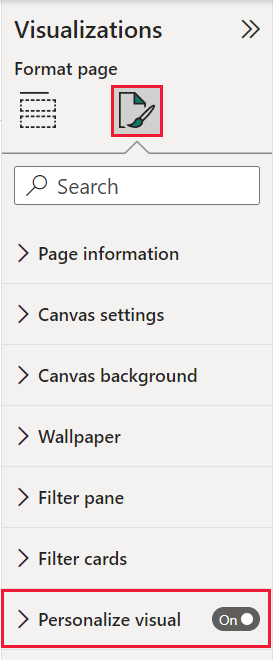 Visualizations
Format page
Search
Page information
Canvas settings
Canvas background
Wallpaper
Filter pane
Filter cards
Personalize visual On